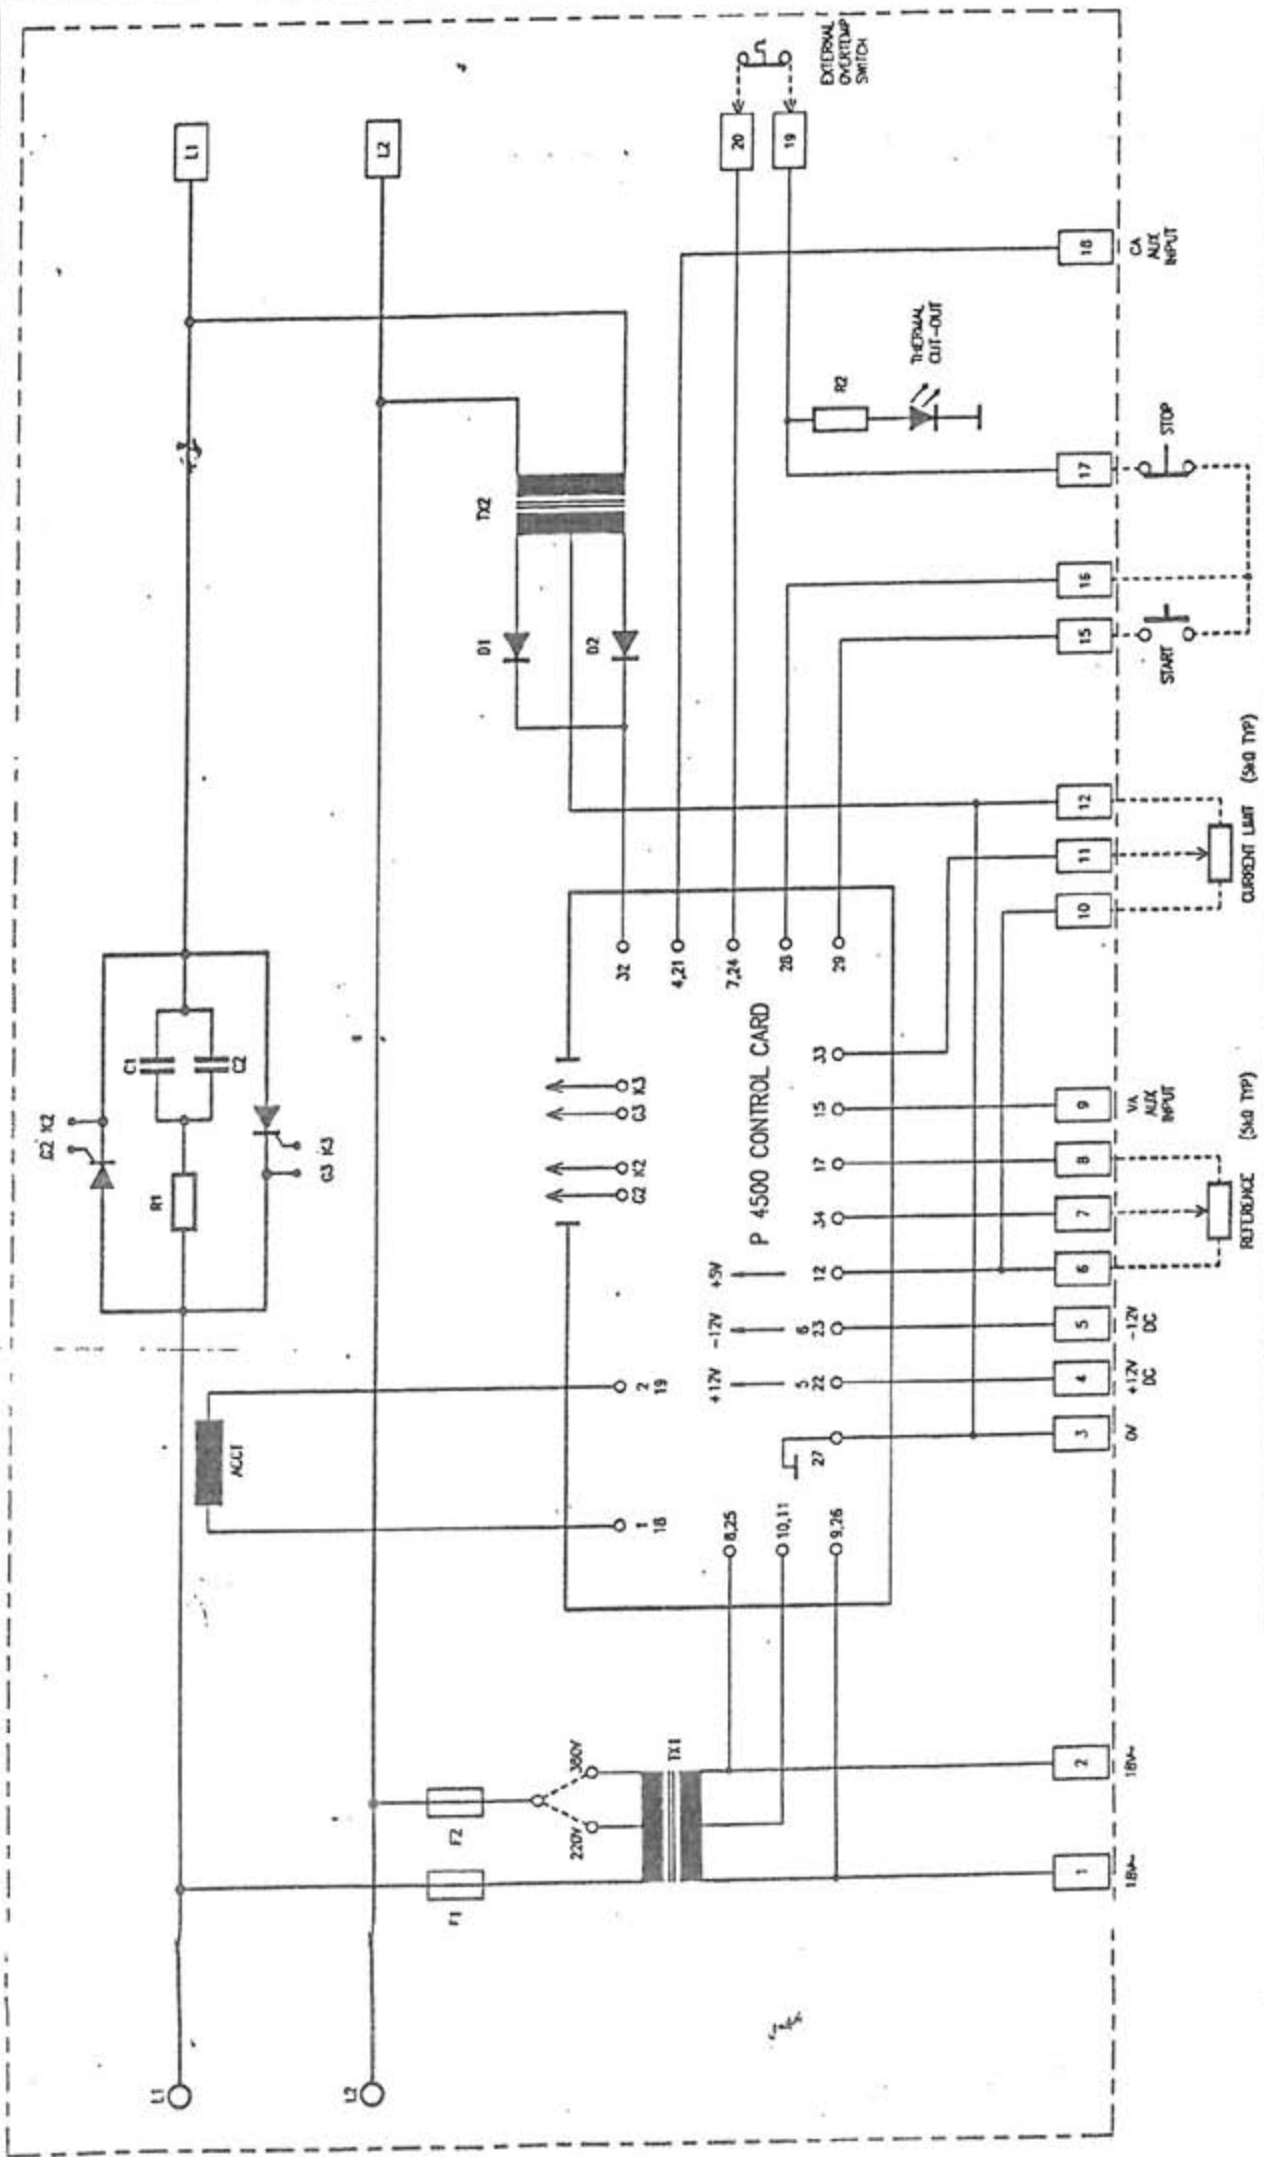 L1
L2
L1
L2
G2 K2
C1
C2
R1
G3 K3
ACCT
F1
F2
220V
380V
TX1
TX2
D1
D2
G2
K2
G3
K3
1
18
2
19
32
4,21
7,24
28
29
P 4500 CONTROL CARD
+12V
-12V
+5V
8,25
10,11
9,26
27
5
22
6
23
12
34
17
15
33
20
19
EXTERNAL
OVERTEMP
SWITCH
R2
THERMAL
CUT-OUT
1
2
3
4
5
6
7
8
9
10
11
12
15
16
17
18
18V~
18V~
0V
+12V
DC
-12V
DC
REFERENCE (5kΩ TYP)
VA
AUX
INPUT
CURRENT LIMIT (5kΩ TYP)
START
STOP
CA
AUX
INPUT